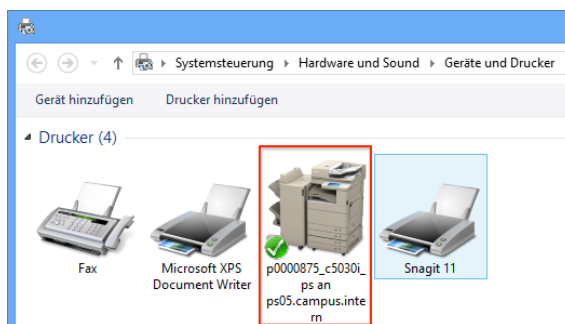 Systemsteuerung ▸ Hardware und Sound ▸ Geräte und Drucker
Gerät hinzufügen Drucker hinzufügen
Drucker (4)
Fax
Microsoft XPS
Document Writer
p0000875_c5030i_
ps an
ps05.campus.inte
rn
Snagit 11